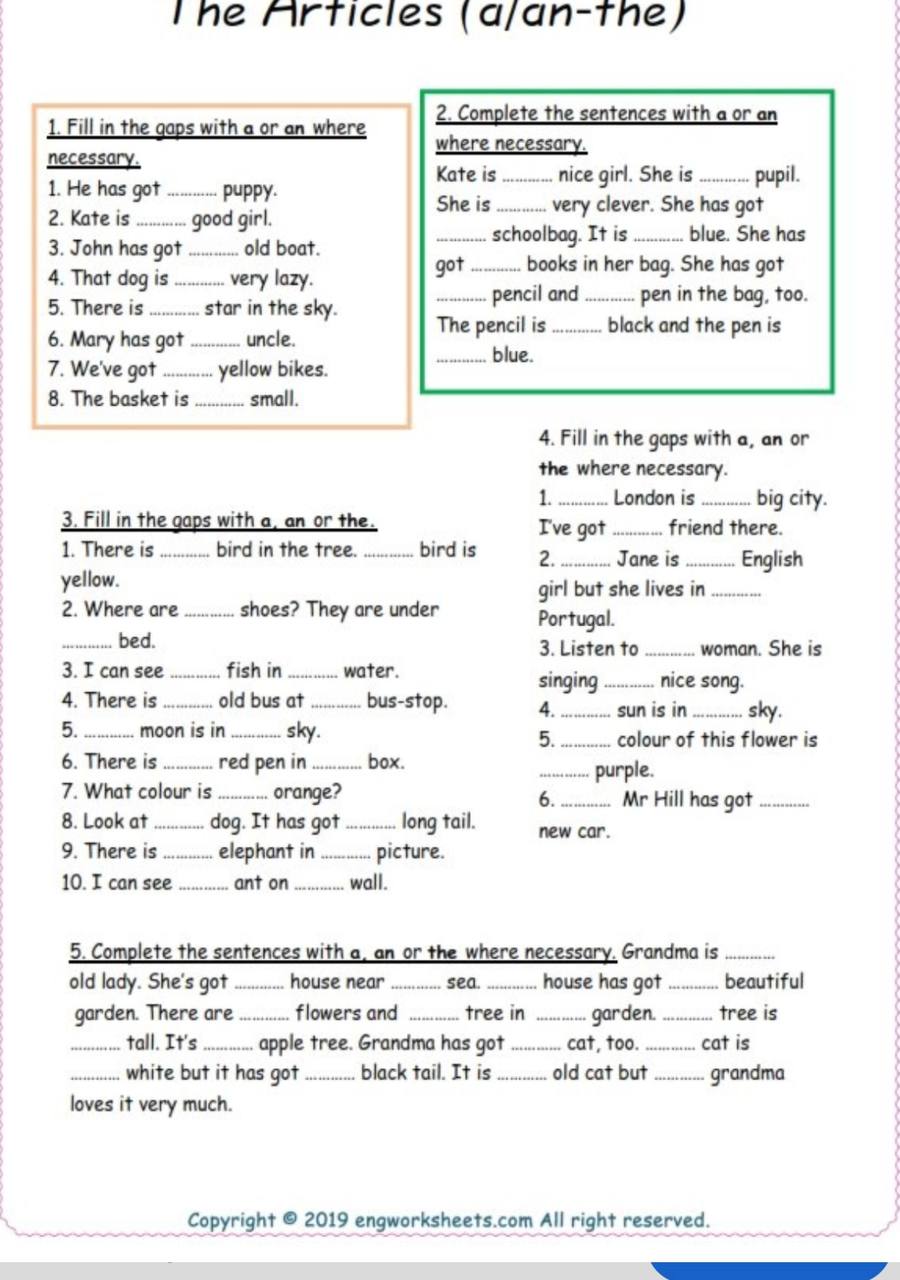 The Articles (a/an-the)
1. Fill in the gaps with a or an where
necessary.
1. He has got ............ puppy.
2. Kate is ............ good girl.
3. John has got ............ old boat.
4. That dog is ............ very lazy.
5. There is ............ star in the sky.
6. Mary has got ............ uncle.
7. We've got ............ yellow bikes.
8. The basket is ............ small.
2. Complete the sentences with a or an
where necessary.
Kate is ............ nice girl. She is ............ pupil.
She is ............ very clever. She has got
............ schoolbag. It is ............ blue. She has
got ............ books in her bag. She has got
............ pencil and ............ pen in the bag, too.
The pencil is ............ black and the pen is
............ blue.
3. Fill in the gaps with a, an or the.
1. There is ............ bird in the tree. ............ bird is
yellow.
2. Where are ............ shoes? They are under
............ bed.
3. I can see ............ fish in ............ water.
4. There is ............ old bus at ............ bus-stop.
5. ............ moon is in ............ sky.
6. There is ............ red pen in ............ box.
7. What colour is ............ orange?
8. Look at ............ dog. It has got ............ long tail.
9. There is ............ elephant in ............ picture.
10. I can see ............ ant on ............ wall.
4. Fill in the gaps with a, an or
the where necessary.
1. ............ London is ............ big city.
I've got ............ friend there.
2. ............ Jane is ............ English
girl but she lives in ............
Portugal.
3. Listen to ............ woman. She is
singing ............ nice song.
4. ............ sun is in ............ sky.
5. ............ colour of this flower is
............ purple.
6. ............ Mr Hill has got ............
new car.
5. Complete the sentences with a, an or the where necessary. Grandma is ............
old lady. She's got ............ house near ............ sea. ............ house has got ............ beautiful
garden. There are ............ flowers and ............ tree in ............ garden. ............ tree is
............ tall. It's ............ apple tree. Grandma has got ............ cat, too. ............ cat is
............ white but it has got ............ black tail. It is ............ old cat but ............ grandma
loves it very much.
Copyright © 2019 engworksheets.com All right reserved.